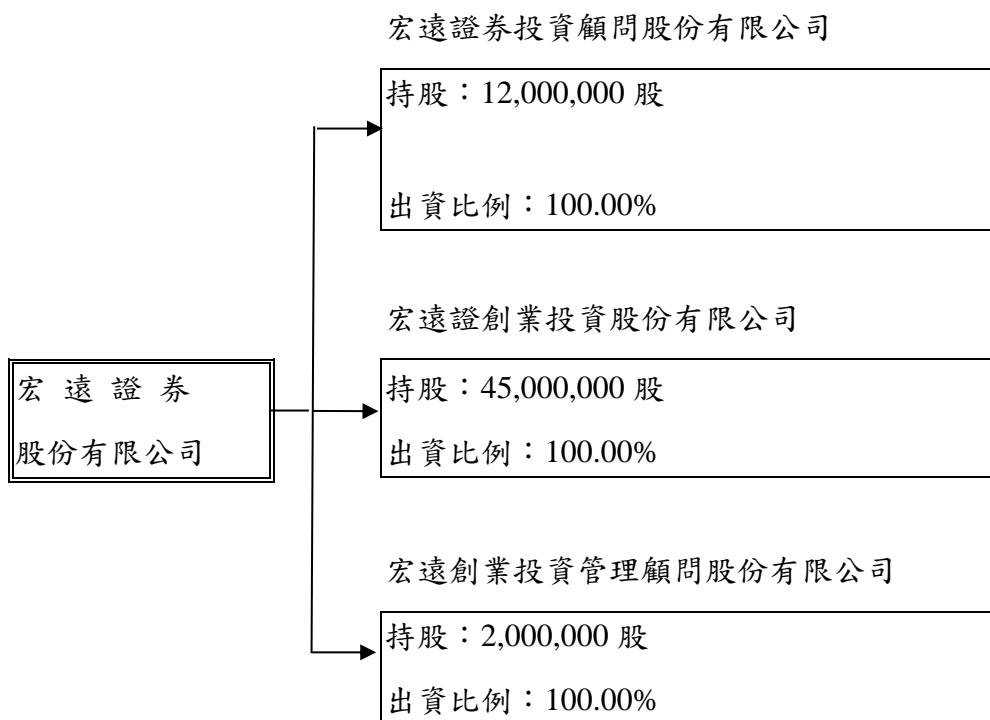 宏遠證券投資顧問股份有限公司
持股：12,000,000 股
出資比例：100.00%
宏遠證創業投資股份有限公司
宏 遠 證 券
股份有限公司
持股：45,000,000 股
出資比例：100.00%
宏遠創業投資管理顧問股份有限公司
持股：2,000,000 股
出資比例：100.00%